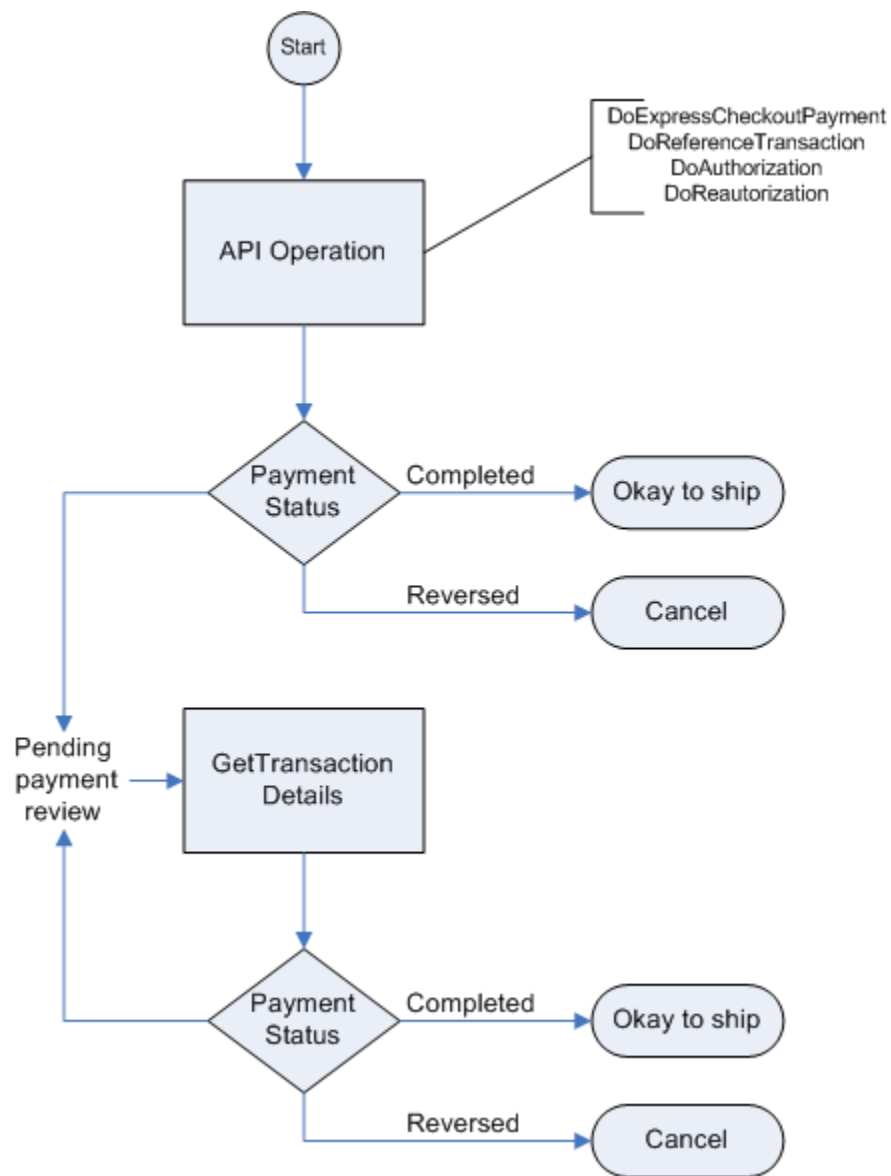 Start
DoExpressCheckoutPayment
DoReferenceTransaction
DoAuthorization
DoReautorization
API Operation
Payment
Status
Completed
Okay to ship
Reversed
Cancel
Pending
payment
review
GetTransaction
Details
Payment
Status
Completed
Okay to ship
Reversed
Cancel